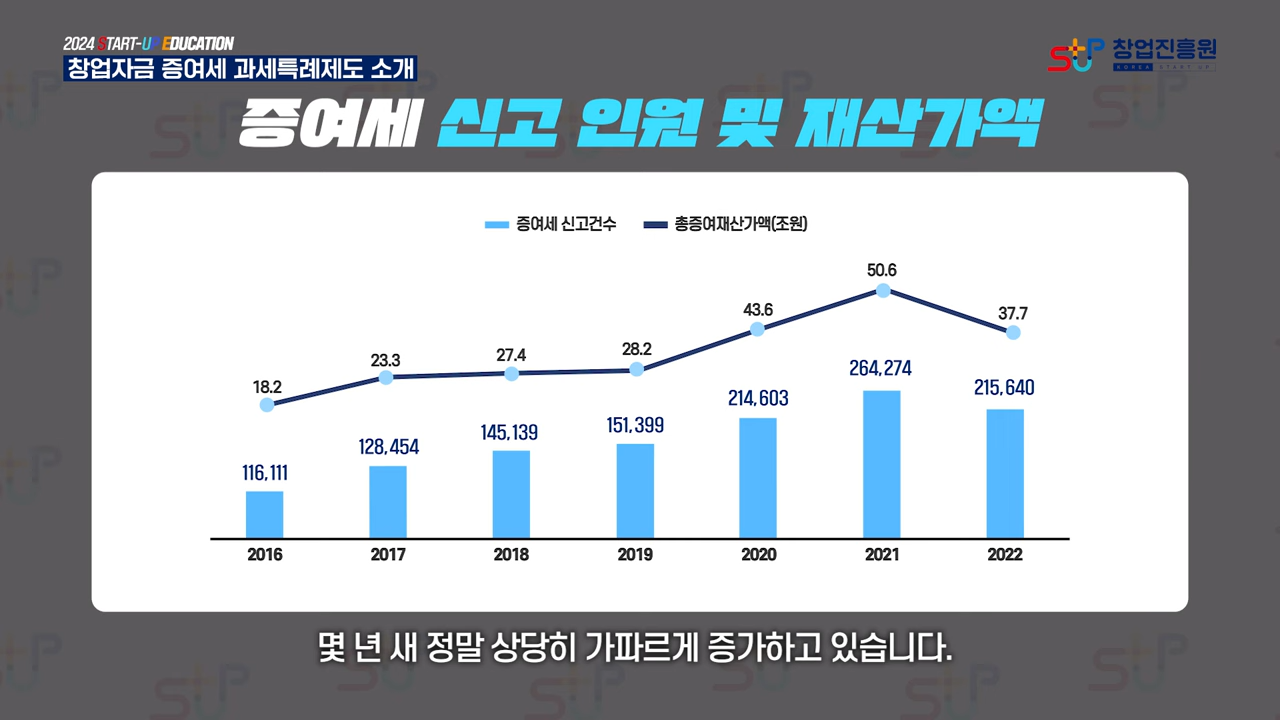 2024 START-UP EDUCATION
창업자금 증여세 과세특례제도 소개
STUP 창업진흥원
KOREA START UP
증여세 신고 인원 및 재산가액
증여세 신고건수 총증여재산가액(조원)
18.2 23.3 27.4 28.2 43.6 50.6 37.7
116,111 128,454 145,139 151,399 214,603 264,274 215,640
2016 2017 2018 2019 2020 2021 2022
몇 년 새 정말 상당히 가파르게 증가하고 있습니다.